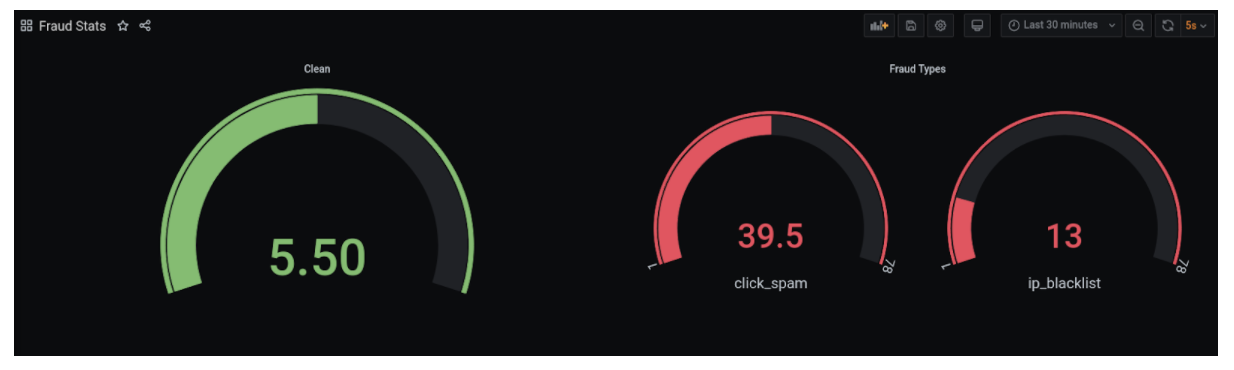 Fraud Stats
Last 30 minutes
5s
Clean
5.50
Fraud Types
39.5
1
78
click_spam
13
1
78
ip_blacklist